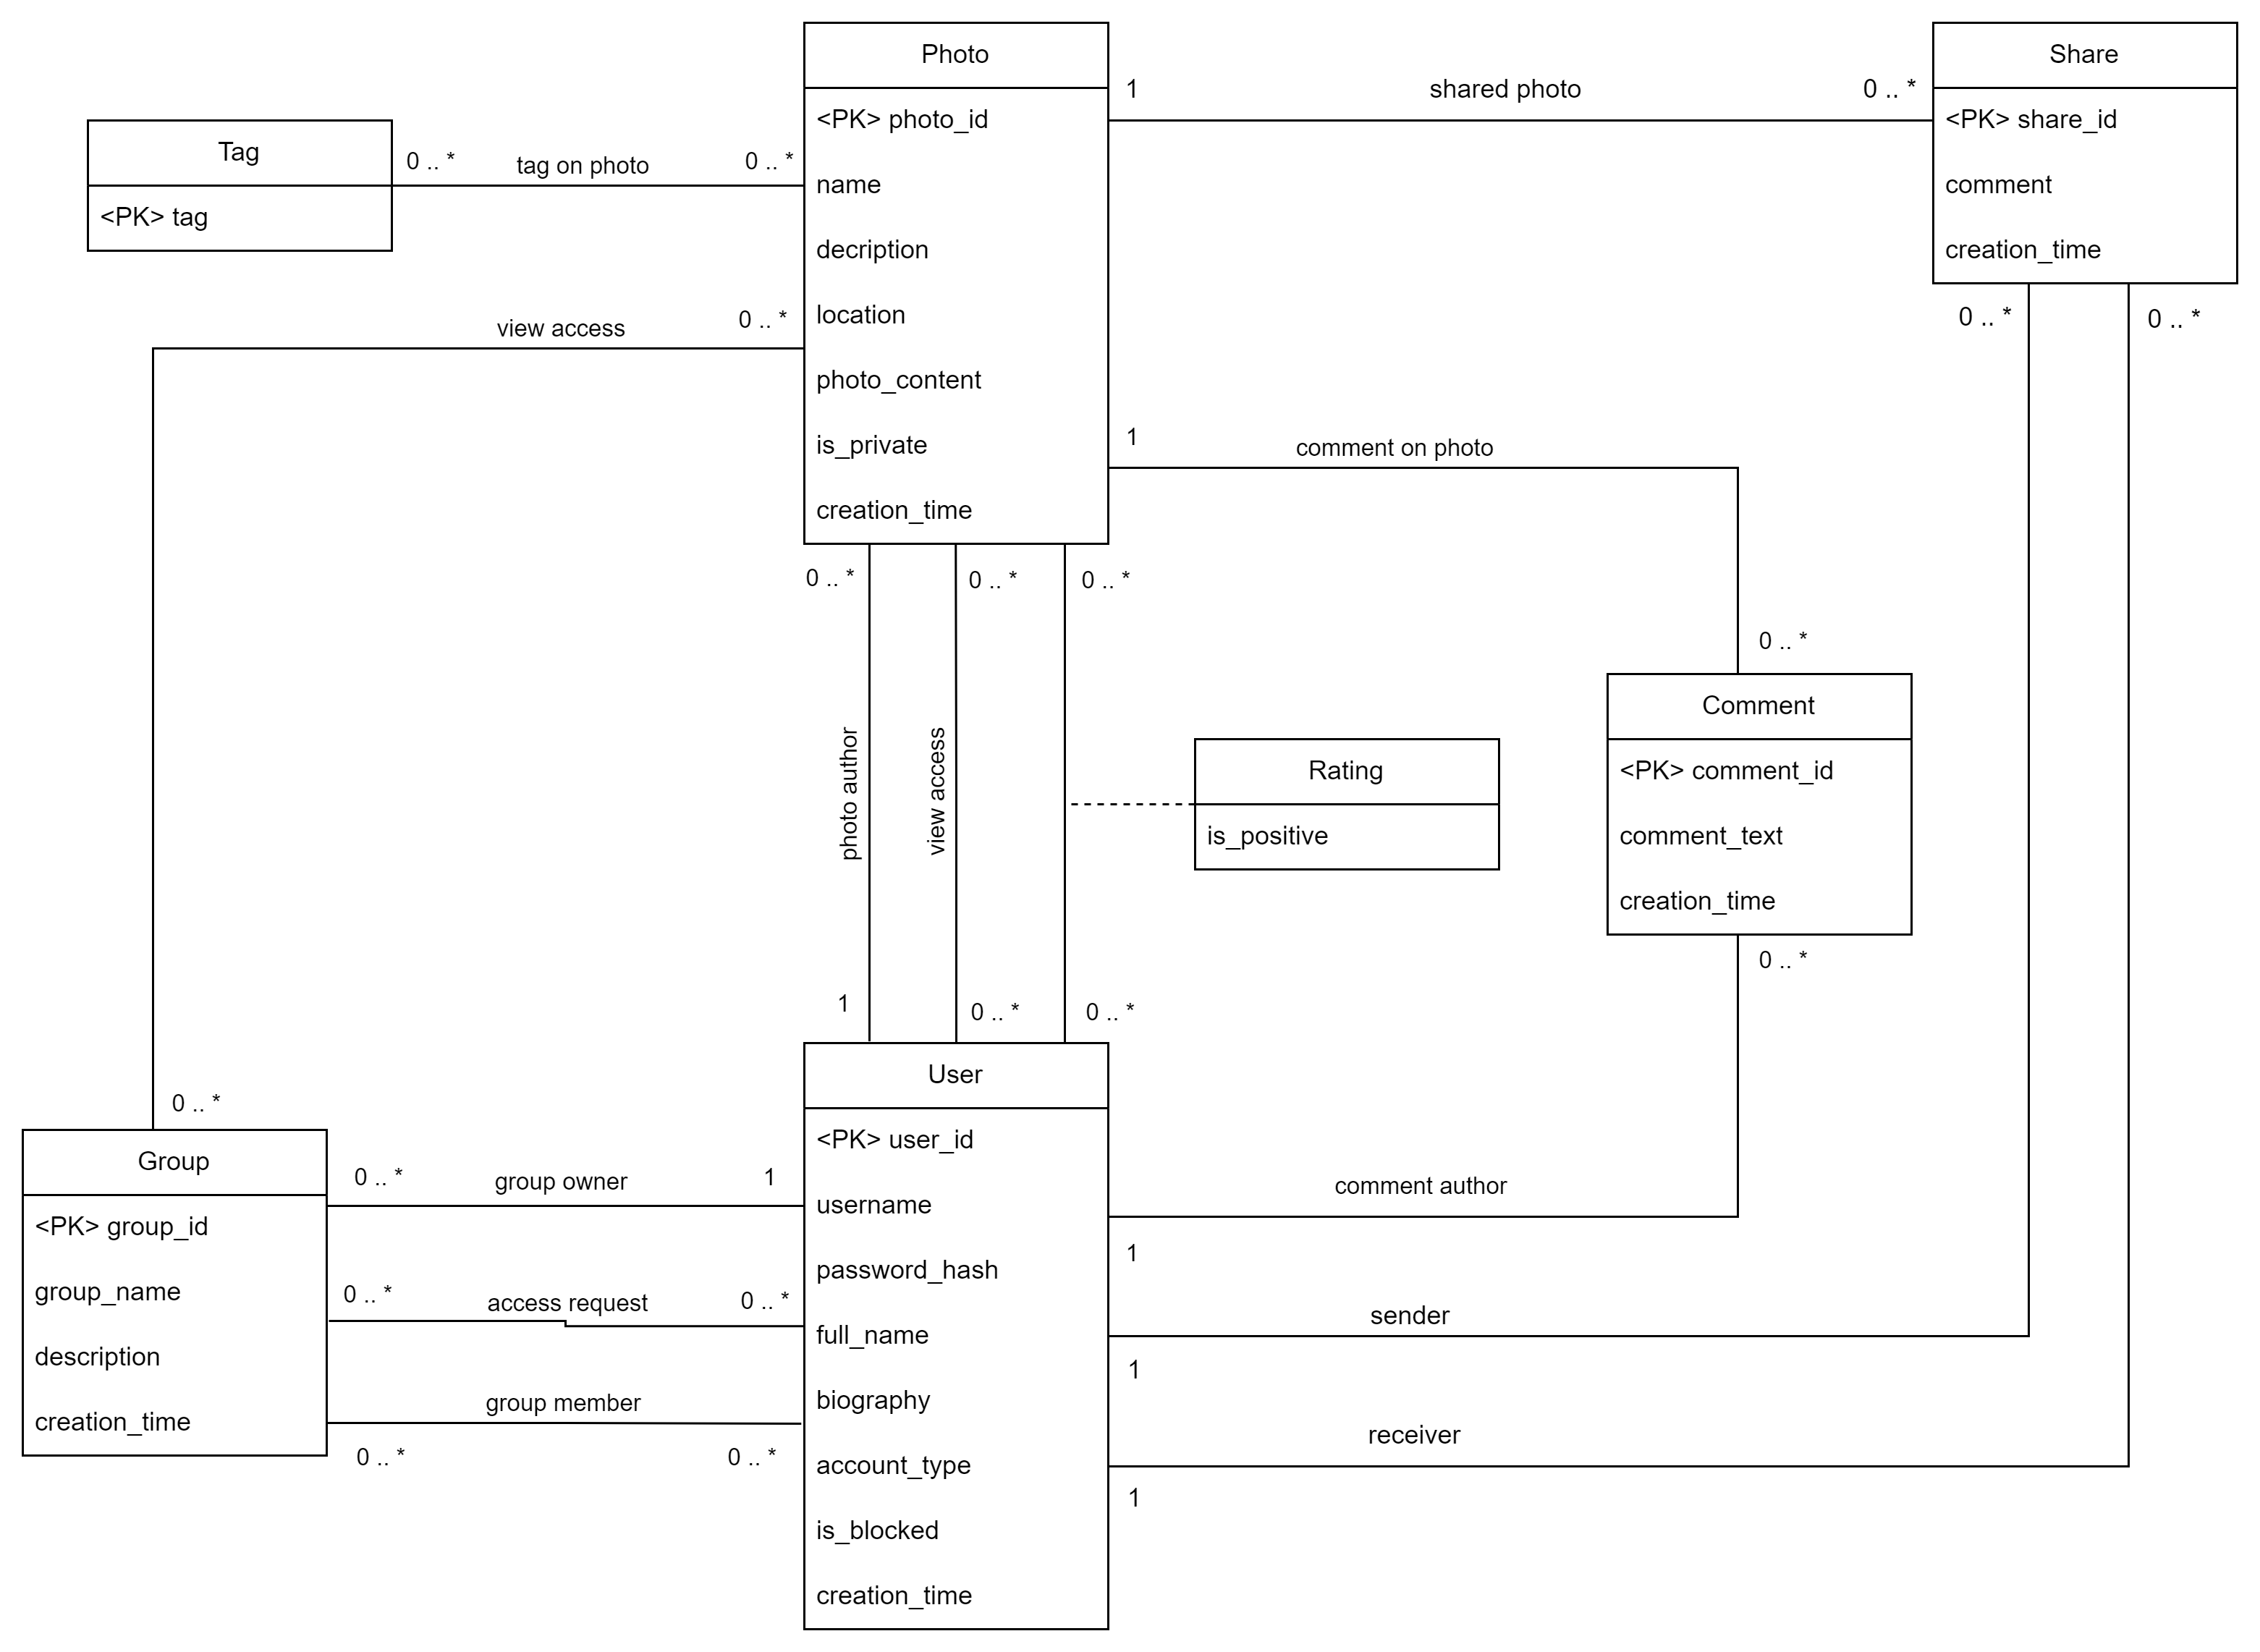 Photo
<PK> photo_id
name
decription
location
photo_content
is_private
creation_time
Share
<PK> share_id
comment
creation_time
1
shared photo
0 .. *
Tag
<PK> tag
0 .. *
tag on photo
0 .. *
view access
0 .. *
0 .. *
0 .. *
0 .. *
1
comment on photo
0 .. *
0 .. *
0 .. *
0 .. *
photo author
view access
Rating
is_positive
Comment
<PK> comment_id
comment_text
creation_time
0 .. *
1
0 .. *
0 .. *
Group
<PK> group_id
group_name
description
creation_time
0 .. *
group owner
1
0 .. *
access request
0 .. *
group member
0 .. *
0 .. *
User
<PK> user_id
username
password_hash
full_name
biography
account_type
is_blocked
creation_time
comment author
1
sender
1
receiver
1